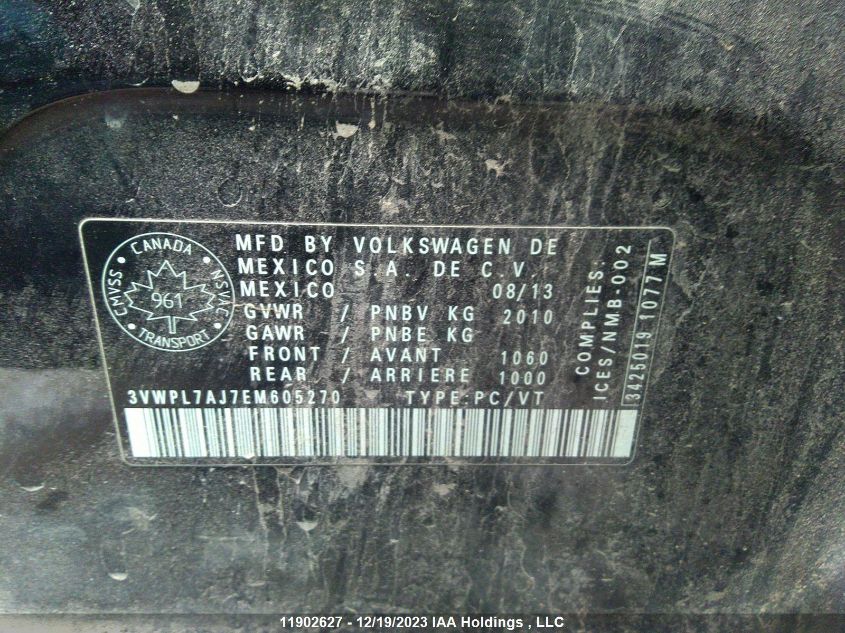 CANADA
CMVSS
NSVAC
961
TRANSPORT
MFD BY VOLKSWAGEN DE
MEXICO S.A. DE C.V.
MEXICO 08/13
GVWR / PNBV KG 2010
GAWR / PNBE KG
FRONT / AVANT 1060
REAR / ARRIERE 1000
3VWPL7AJ7EM605270 TYPE:PC/VT
COMPLIES:
ICES/NMB-002
3425019 10777M
11902627 - 12/19/2023 IAA Holdings , LLC